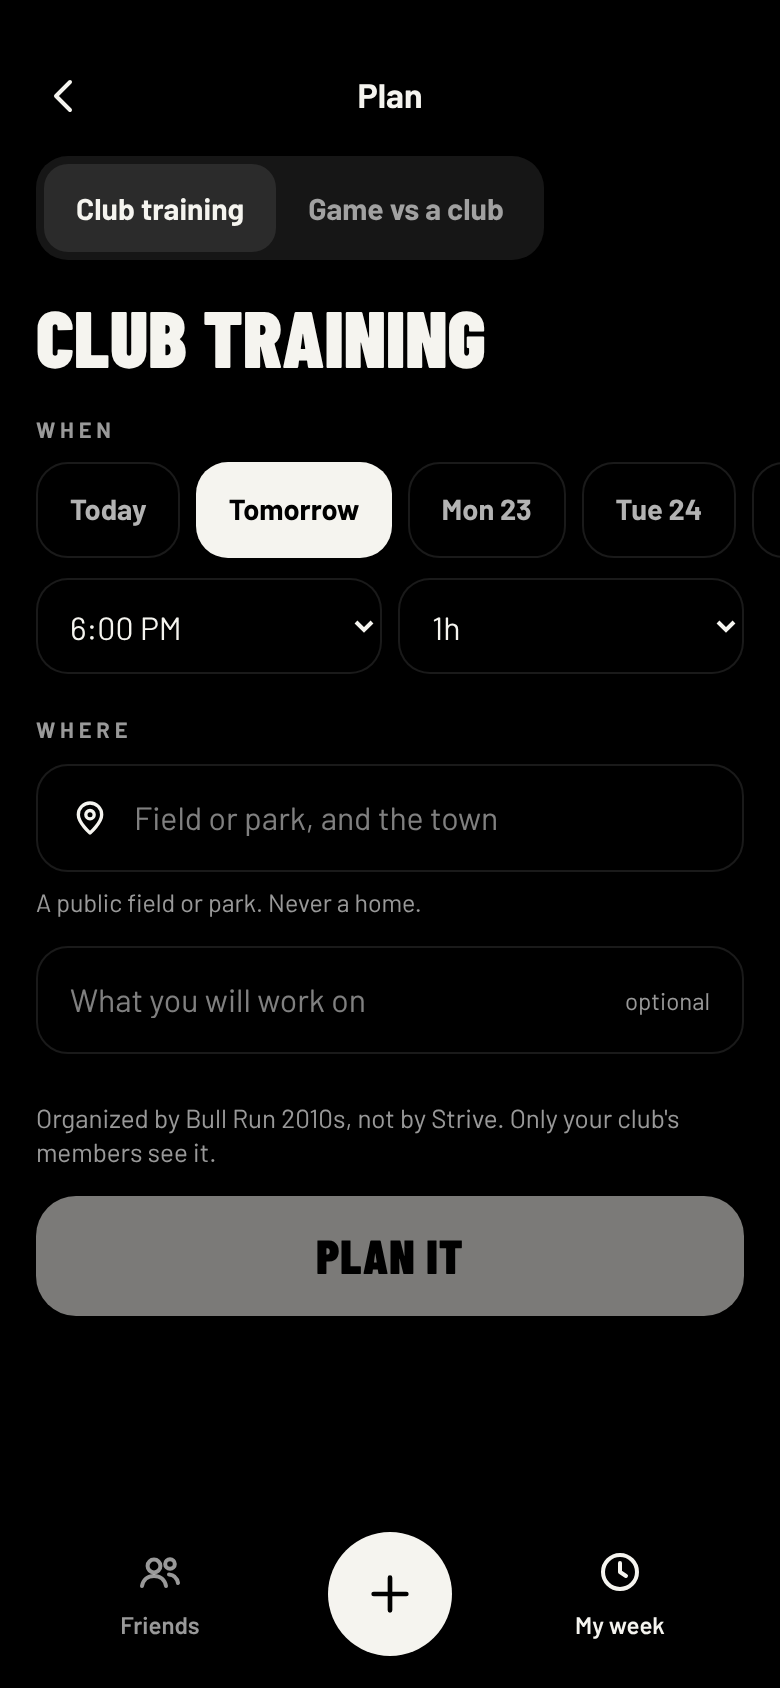 Plan
Club training
Game vs a club
CLUB TRAINING
WHEN
Today
Tomorrow
Mon 23
Tue 24
6:00 PM
1h
WHERE
Field or park, and the town
A public field or park. Never a home.
What you will work on
optional
Organized by Bull Run 2010s, not by Strive. Only your club's
members see it.
PLAN IT
Friends
My week